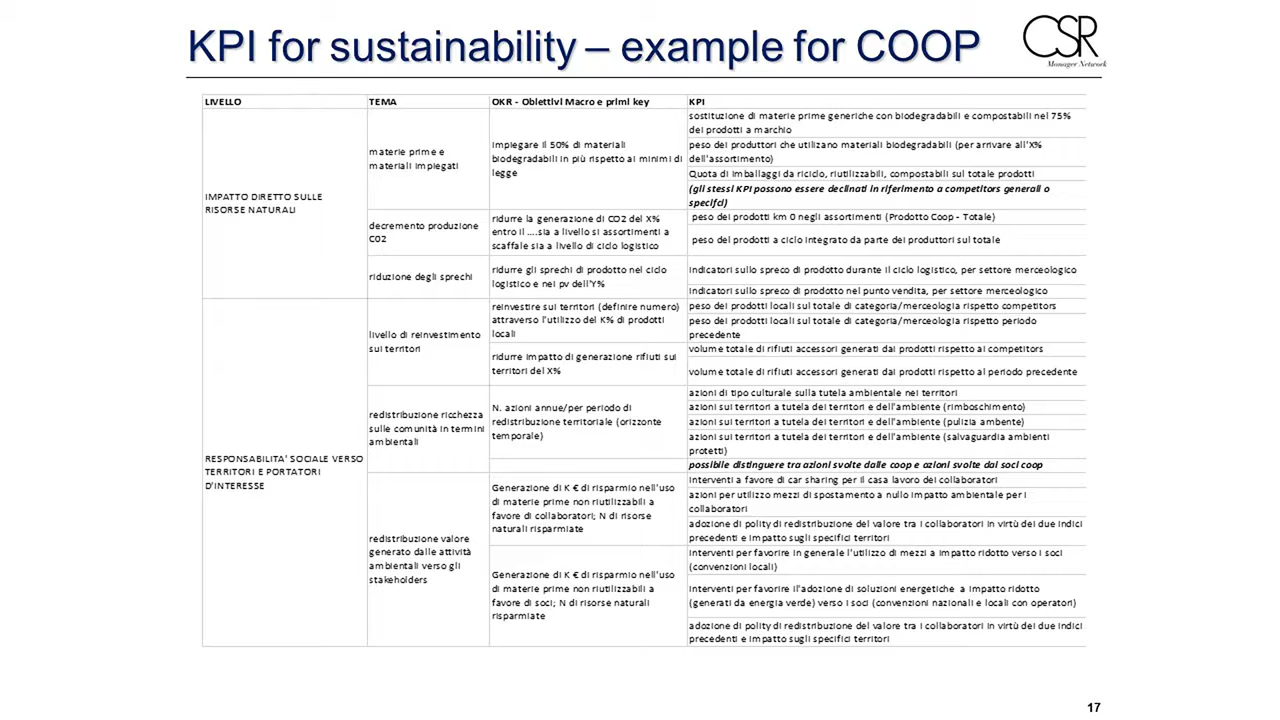 KPI for sustainability – example for COOP
CSR
Manager Network
LIVELLO
TEMA
OKR - Obiettivi Macro e primi key
KPI
IMPATTO DIRETTO SULLE
RISORSE NATURALI
materie prime e
materiali impiegati
impiegare il 50% di materiali
biodegradabili in più rispetto ai minimi di
legge
sostituzione di materie prime generiche con biodegradabili e compostabili nel 75%
dei prodotti a marchio
peso dei produttori che utilizano materiali biodegradabili (per arrivare all'X%
dell'assortimento)
Quota di imballaggi da riciclo, riutilizzabili, compostabili sul totale prodotti
(gli stessi KPI possono essere declinati in riferimento a competitors generali o
specifci)
decremento produzione
C02
ridurre la generazione di CO2 del X%
entro il ....sia a livello si assortimenti a
scaffale sia a livello di ciclo logistico
peso dei prodotti km 0 negli assortimenti (Prodotto Coop - Totale)
peso del prodotti a ciclo integrato da parte dei produttori sul totale
riduzione degli sprechi
ridurre gli sprechi di prodotto nel ciclo
logistico e nei pv dell'Y%
indicatori sullo spreco di prodotto durante il ciclo logistico, per settore merceologico
indicatori sullo spreco di prodotto nel punto vendita, per settore merceologico
RESPONSABILITA' SOCIALE VERSO
TERRITORI E PORTATORI
D'INTERESSE
livello di reinvestimento
sui territori
reinvestire sui territori (definire numero)
attraverso l'utilizzo del K% di prodotti
locali
peso dei prodotti locali sul totale di categoria/merceologia rispetto competitors
peso dei prodotti locali sul totale di categoria/merceologia rispetto periodo
precedente
ridurre impatto di generazione rifiuti sui
territori del X%
volume totale di rifiuti accessori generati dai prodotti rispetto ai competitors
volume totale di rifiuti accessori generati dai prodotti rispetto al periodo precedente
redistribuzione ricchezza
sulle comunità in termini
ambientali
N. azioni annue/per periodo di
redistribuzione territoriale (orizzonte
temporale)
azioni di tipo culturale sulla tutela ambientale nei territori
azioni sui territori a tutela dei territori e dell'ambiente (rimboschimento)
azioni sui territori a tutela dei territori e dell'ambiente (pulizia ambente)
azioni sui territori a tutela dei territori e dell'ambiente (salvaguardia ambienti
protetti)
possibile distinguere tra azioni svolte dalle coop e azioni svolte dai soci coop
redistribuzione valore
generato dalle attività
ambientali verso gli
stakeholders
Generazione di K € di risparmio nell'uso
di materie prime non riutilizzabili a
favore di collaboratori; N di risorse
naturali risparmiate
Interventi a favore di car sharing per il casa lavoro dei collaboratori
azioni per utilizzo mezzi di spostamento a nullo impatto ambientale per i
collaboratori
adozione di polity di redistribuzione del valore tra i collaboratori in virtù dei due indici
precedenti e impatto sugli specifici territori
Generazione di K € di risparmio nell'uso
di materie prime non riutilizzabili a
favore di soci; N di risorse naturali
risparmiate
Interventi per favorire in generale l'utilizzo di mezzi a impatto ridotto verso i soci
(convenzioni locali)
Interventi per favorire il'adozione di soluzioni energetiche a impatto ridotto
(generati da energia verde) verso i soci (convenzioni nazionali e locali con operatori)
adozione di polity di redistribuzione del valore tra i collaboratori in virtù dei due indici
precedenti e impatto sugli specifici territori
17